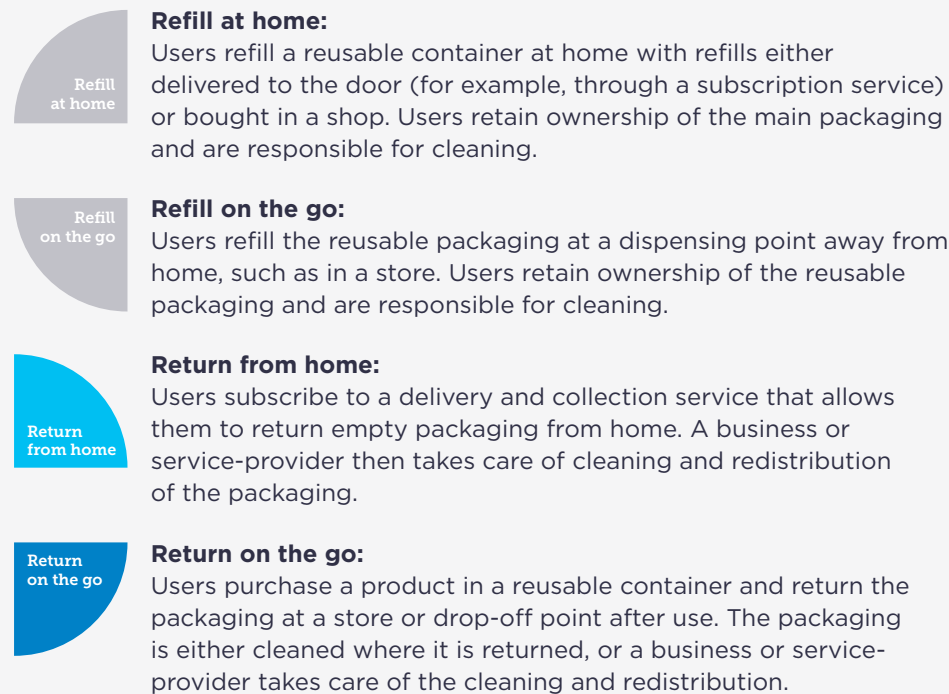 Refill at home:
Users refill a reusable container at home with refills either
Refill
at home
delivered to the door (for example, through a subscription service)
or bought in a shop. Users retain ownership of the main packaging
and are responsible for cleaning.
Refill on the go:
Refill
on the go
Users refill the reusable packaging at a dispensing point away from
home, such as in a store. Users retain ownership of the reusable
packaging and are responsible for cleaning.
Return from home:
Users subscribe to a delivery and collection service that allows
them to return empty packaging from home. A business or
Return
from home
service-provider then takes care of cleaning and redistribution
of the packaging.
Return on the go:
Return
on the go
Users purchase a product in a reusable container and return the
packaging at a store or drop-off point after use. The packaging
is either cleaned where it is returned, or a business or service-
provider takes care of the cleaning and redistribution.